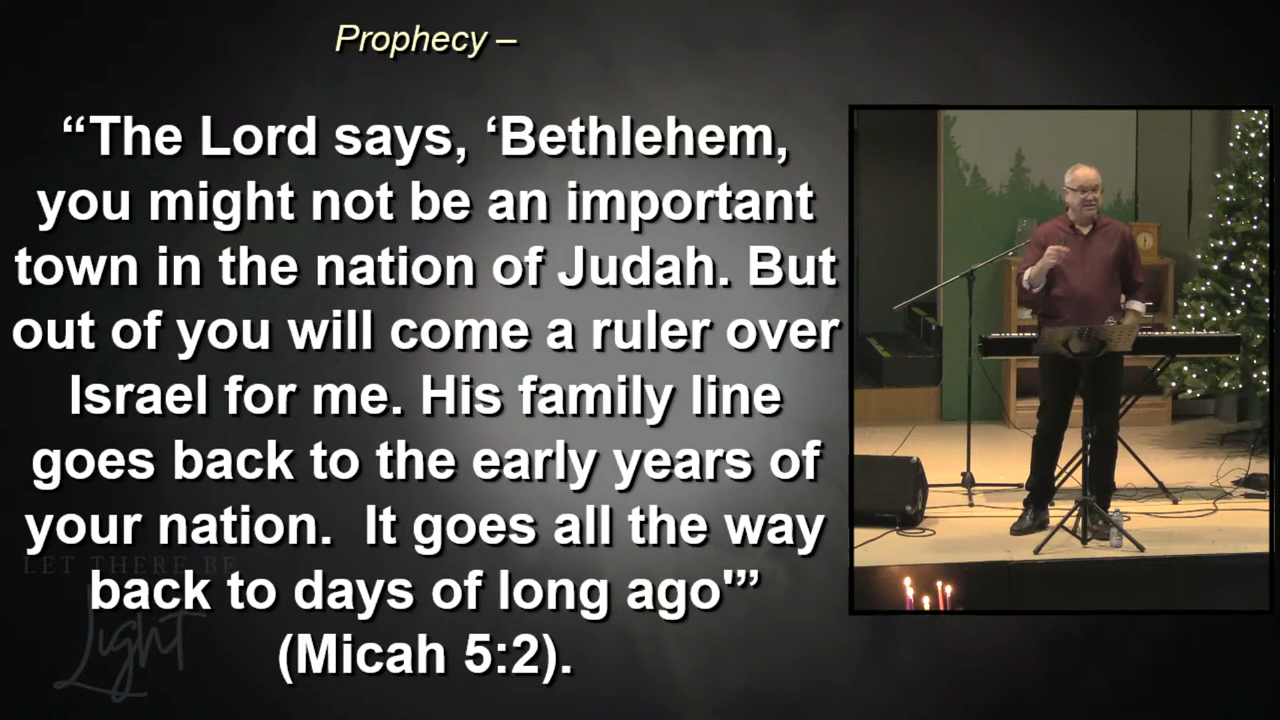 Prophecy –
“The Lord says, ‘Bethlehem,
you might not be an important
town in the nation of Judah. But
out of you will come a ruler over
Israel for me. His family line
goes back to the early years of
your nation.  It goes all the way
LET THERE BE
back to days of long ago'”
Light
(Micah 5:2).